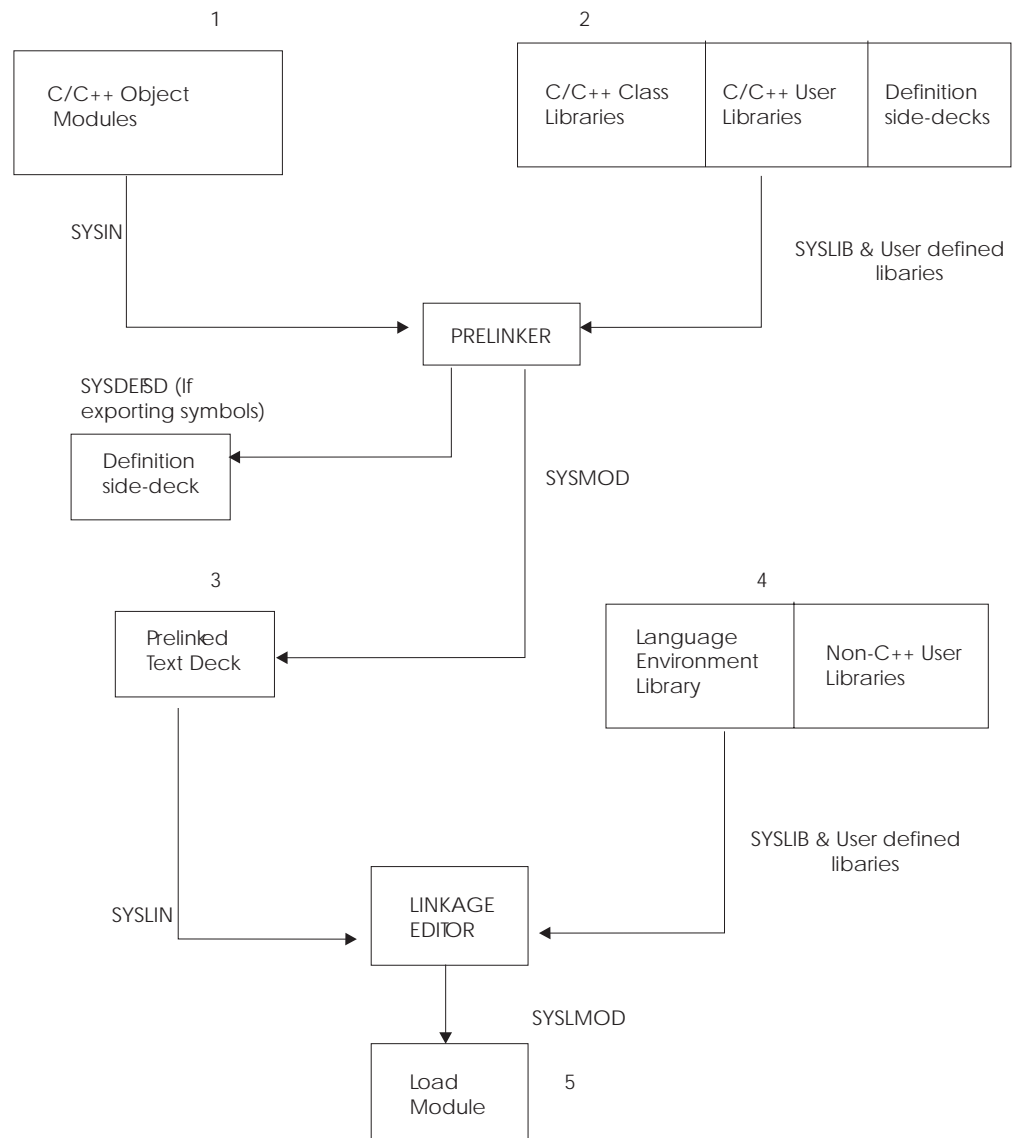 1
2
C/C++ Object
Modules
C/C++ Class
Libraries
C/C++ User
Libraries
Definition
side-decks
SYSIN
SYSLIB & User defined
libaries
PRELINKER
SYSDEFSD (If
exporting symbols)
Definition
side-deck
SYSMOD
3
4
Prelinked
Text Deck
Language
Environment
Library
Non-C++ User
Libraries
SYSLIB & User defined
libaries
SYSLIN
LINKAGE
EDITOR
SYSLMOD
Load
Module
5